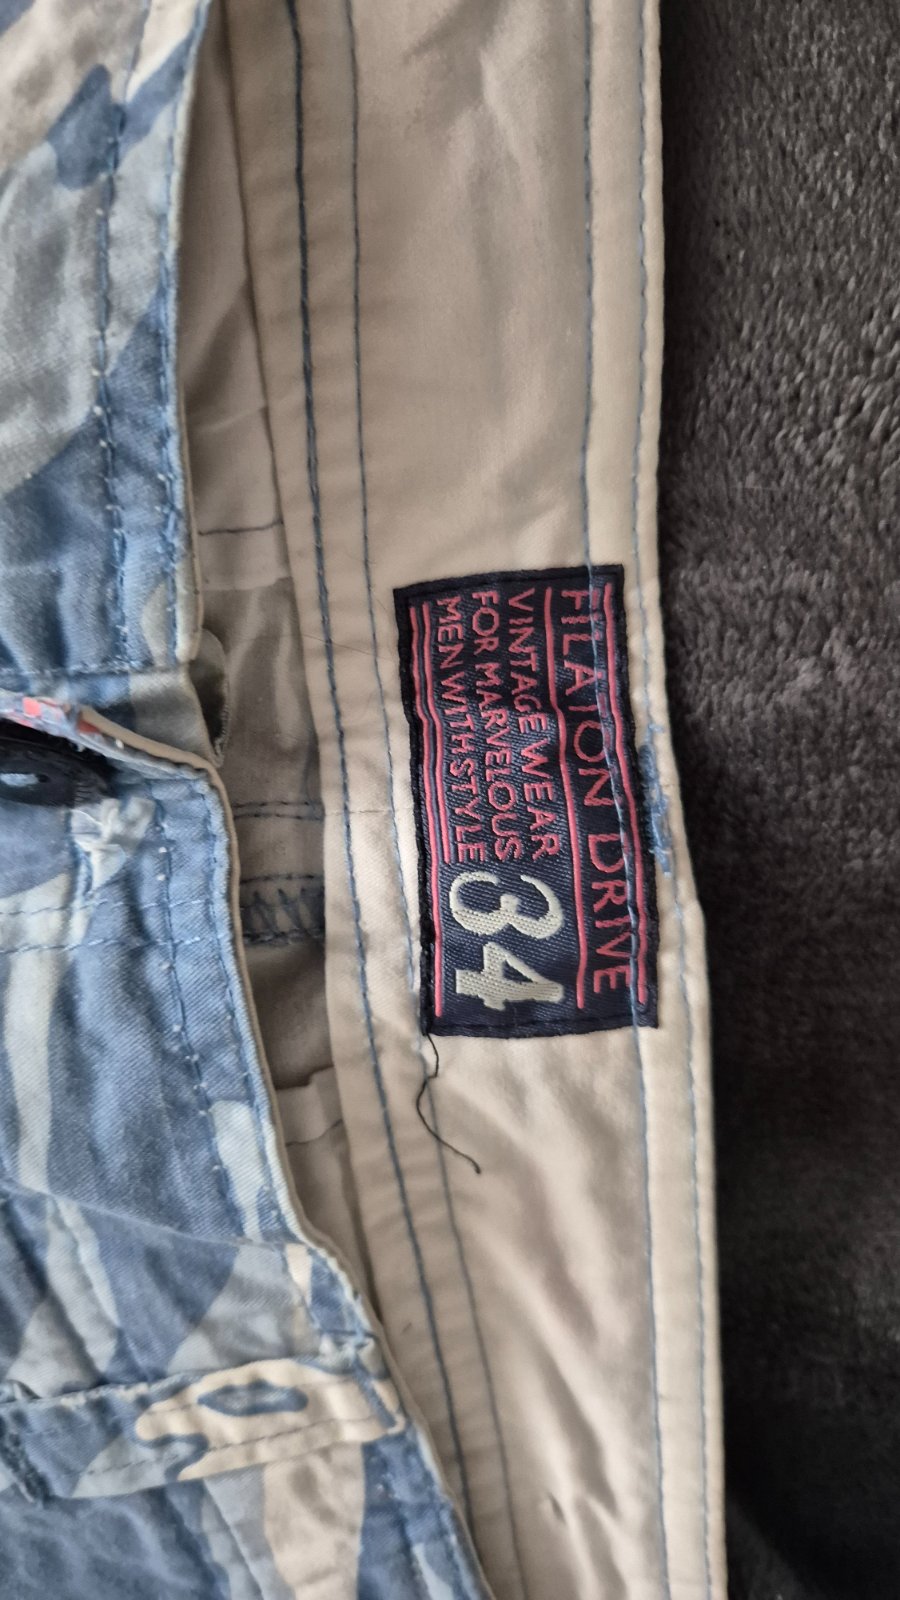 FILATON DRIVE
VINTAGE WEAR
FOR MARVELOUS
MEN WITH STYLE
34